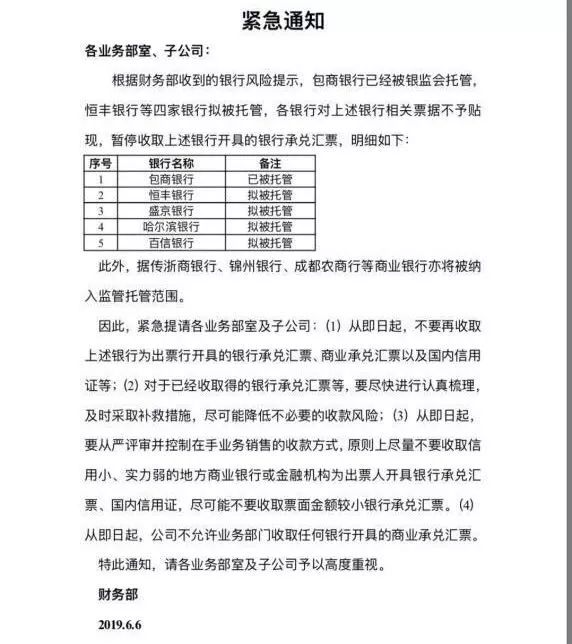 紧急通知
各业务部室、子公司：
根据财务部收到的银行风险提示，包商银行已经被银监会托管，
恒丰银行等四家银行拟被托管，各银行对上述银行相关票据不予贴
现，暂停收取上述银行开具的银行承兑汇票，明细如下：
序号 银行名称 备注
1 包商银行 已被托管
2 恒丰银行 拟被托管
3 盛京银行 拟被托管
4 哈尔滨银行 拟被托管
5 百信银行 拟被托管
此外，据传浙商银行、锦州银行、成都农商行等商业银行亦将被纳
入监管托管范围。
因此，紧急提请各业务部室及子公司：（1）从即日起，不要再收取
上述银行为出票行开具的银行承兑汇票、商业承兑汇票以及国内信用
证等；（2）对于已经收取得的银行承兑汇票等，要尽快进行认真梳理，
及时采取补救措施，尽可能降低不必要的收款风险；（3）从即日起，
要从严评审并控制在手业务销售的收款方式，原则上尽量不要收取信
用小、实力弱的地方商业银行或金融机构为出票人开具银行承兑汇
票、国内信用证，尽可能不要收取票面金额较小银行承兑汇票。（4）
从即日起，公司不允许业务部门收取任何银行开具的商业承兑汇票。
特此通知，请各业务部室及子公司予以高度重视。
财务部
2019.6.6